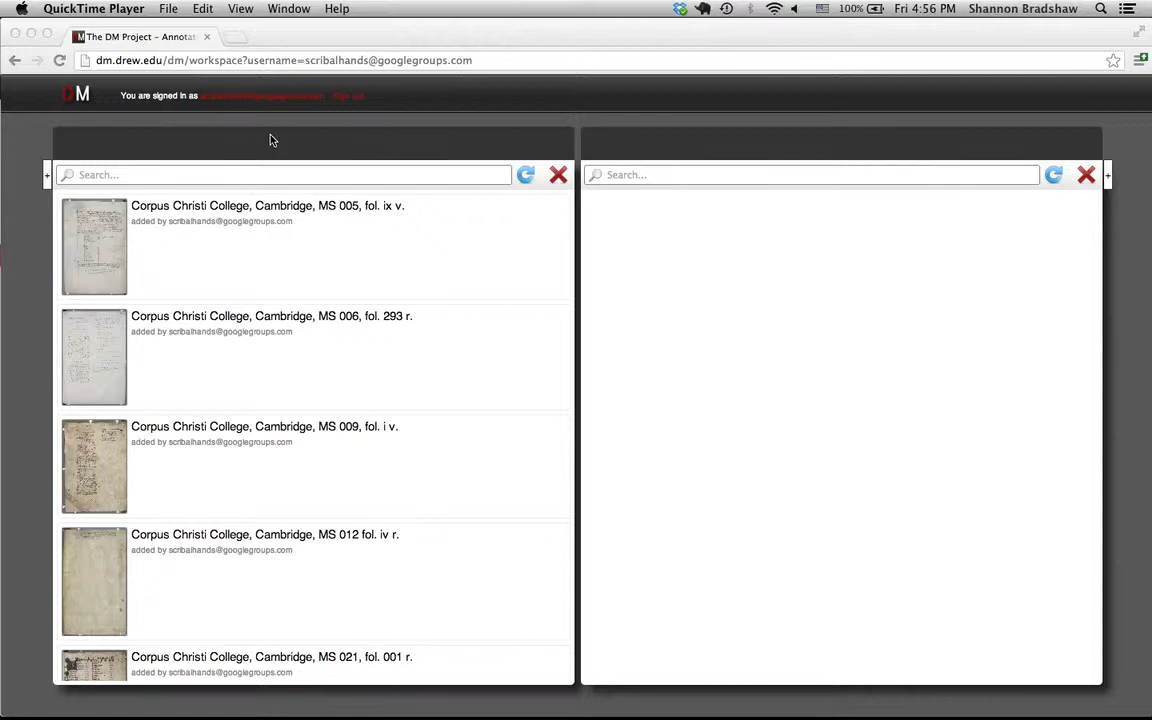 QuickTime Player File Edit View Window Help 100% Fri 4:56 PM Shannon Bradshaw
The DM Project – Annotat
dm.drew.edu/dm/workspace?username=scribalhands@googlegroups.com
DM You are signed in as
Search...
Search...
Corpus Christi College, Cambridge, MS 005, fol. ix v.
added by scribalhands@googlegroups.com
Corpus Christi College, Cambridge, MS 006, fol. 293 r.
added by scribalhands@googlegroups.com
Corpus Christi College, Cambridge, MS 009, fol. i v.
added by scribalhands@googlegroups.com
Corpus Christi College, Cambridge, MS 012 fol. iv r.
added by scribalhands@googlegroups.com
Corpus Christi College, Cambridge, MS 021, fol. 001 r.
added by scribalhands@googlegroups.com